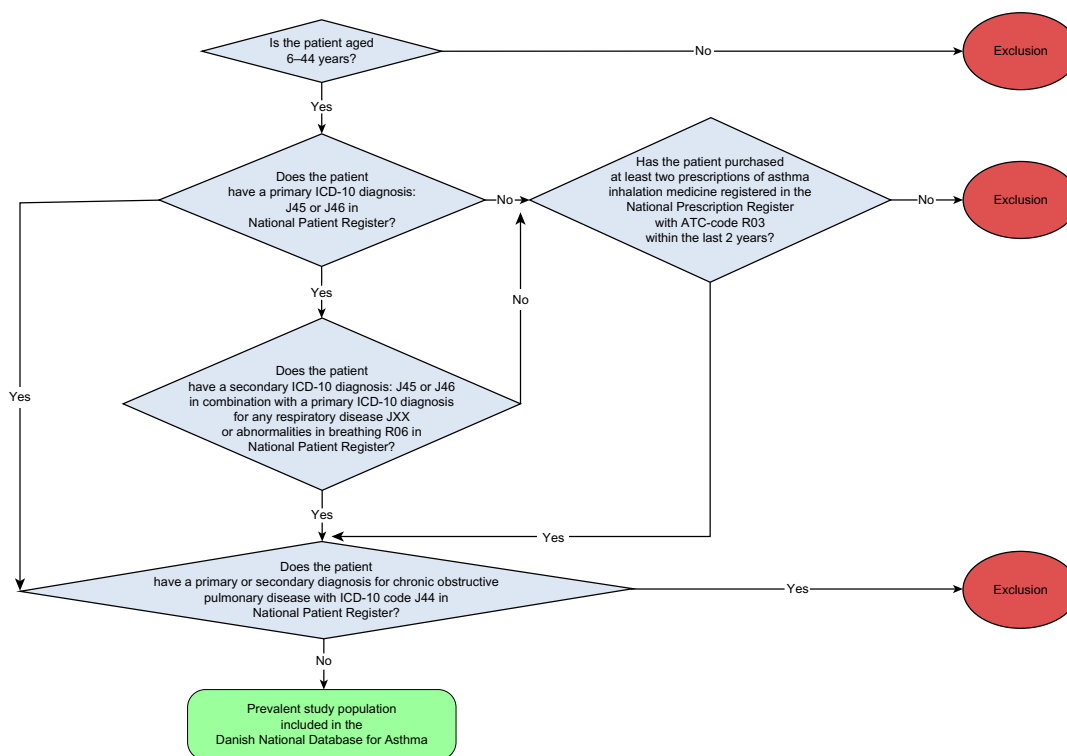 Is the patient aged
6–44 years?
No
Exclusion
Yes
Does the patient
have a primary ICD-10 diagnosis:
J45 or J46 in
National Patient Register?
No
Has the patient purchased
at least two prescriptions of asthma
inhalation medicine registered in the
National Prescription Register
with ATC-code R03
within the last 2 years?
No
Exclusion
Yes
No
Yes
Does the patient
have a secondary ICD-10 diagnosis: J45 or J46
in combination with a primary ICD-10 diagnosis
for any respiratory disease JXX
or abnormalities in breathing R06 in
National Patient Register?
Yes
Yes
Does the patient
have a primary or secondary diagnosis for chronic obstructive
pulmonary disease with ICD-10 code J44 in
National Patient Register?
Yes
Exclusion
No
Prevalent study population
included in the
Danish National Database for Asthma